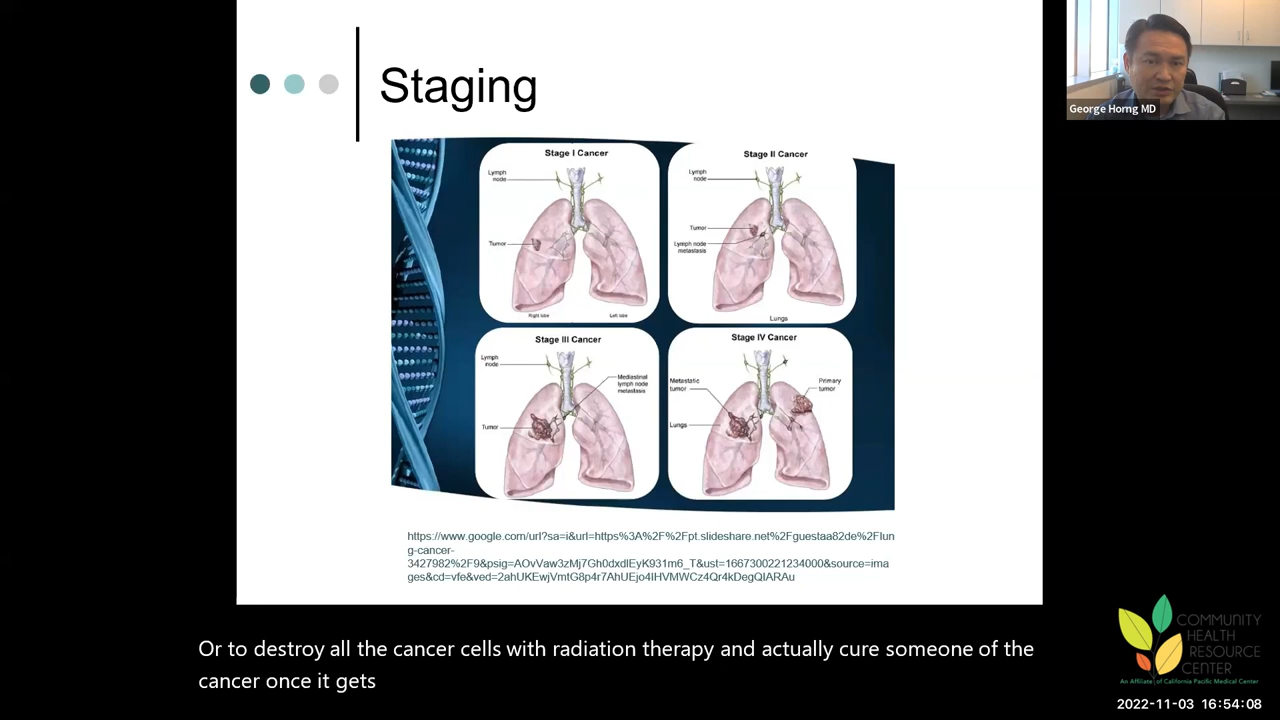 Staging
George Horng MD
Stage I Cancer
Lymph
node
Tumor
Right lobe
Left lobe
Stage II Cancer
Lymph
node
Tumor
Lymph node
metastasis
Lungs
Stage III Cancer
Lymph
node
Mediastinal
lymph node
metastasis
Tumor
Stage IV Cancer
Metastatic
tumor
Primary
tumor
Lungs
https://www.google.com/url?sa=i&url=https%3A%2F%2Fpt.slideshare.net%2Fguestaa82de%2Flun
g-cancer-
3427982%2F9&psig=AOvVaw3zMj7Gh0dxdlEyK931m6_T&ust=1667300221234000&source=ima
ges&cd=vfe&ved=2ahUKEwjVmtG8p4r7AhUEjo4IHVMWCz4Qr4kDegQIARAu
Or to destroy all the cancer cells with radiation therapy and actually cure someone of the
cancer once it gets
COMMUNITY
HEALTH
RESOURCE
CENTER
An Affiliate of California Pacific Medical Center
2022-11-03 16:54:08